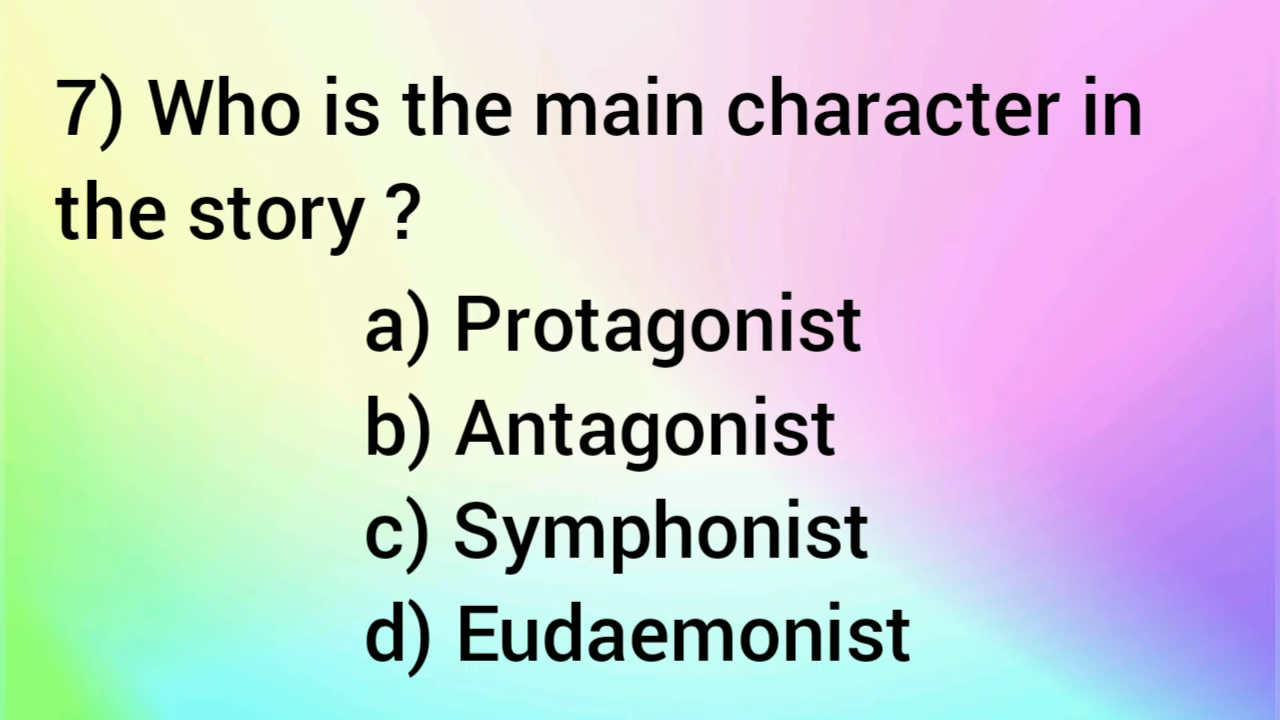 7) Who is the main character in
the story ?
a) Protagonist
b) Antagonist
c) Symphonist
d) Eudaemonist